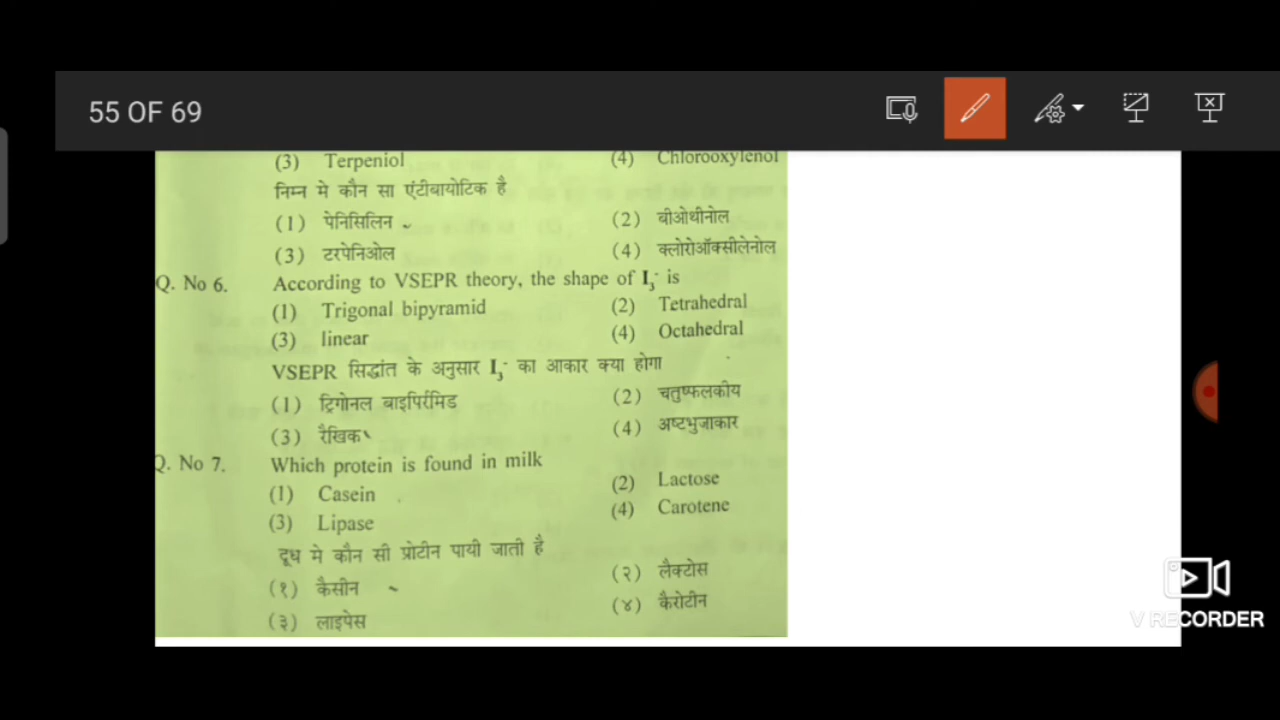 55 OF 69
(3) Terpeniol (4) Chlorooxylenol
निम्न मे कौन सा एंटीबायोटिक है
(1) पेनिसिलिन (2) बीओथीनोल
(3) टरपेनिओल (4) क्लोरोऑक्सीलेनोल
Q. No 6. According to VSEPR theory, the shape of I₃⁻ is
(1) Trigonal bipyramid (2) Tetrahedral
(3) linear (4) Octahedral
VSEPR सिद्धांत के अनुसार I₃⁻ का आकार क्या होगा
(1) ट्रिगोनल बाइपिर्रमिड (2) चतुष्फलकीय
(3) रैखिक (4) अष्टभुजाकार
Q. No 7. Which protein is found in milk
(1) Casein (2) Lactose
(3) Lipase (4) Carotene
दूध मे कौन सी प्रोटीन पायी जाती है
(१) कैसीन (२) लैक्टोस
(३) लाइपेस (४) कैरोटीन
V RECORDER